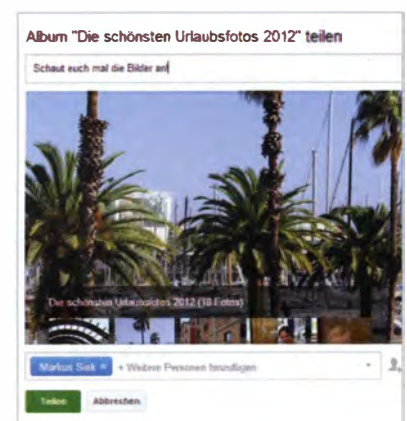 Album "Die schönsten Urlaubsfotos 2012" teilen
Schaut euch mal die Bilder an!
Die schönsten Urlaubsfotos 2012 (18 Fotos)
Markus Siek × + Weitere Personen hinzufügen
Teilen Abbrechen